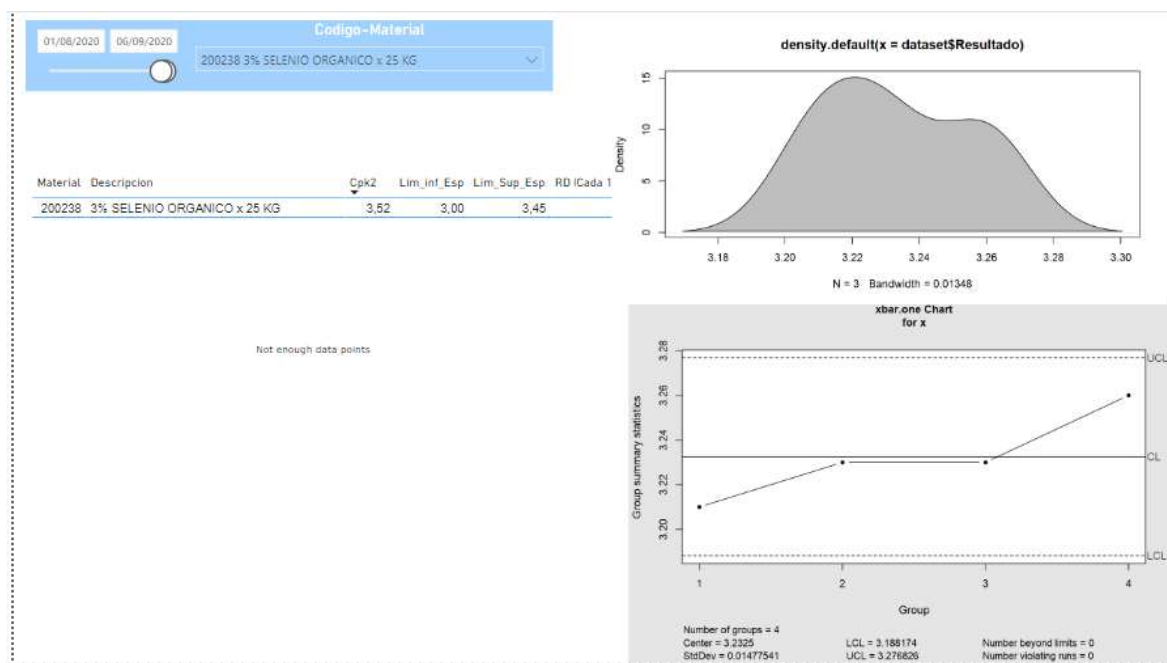 Codigo-Material
01/08/2020 06/09/2020
200238 3% SELENIO ORGANICO x 25 KG
Material Descripcion Cpk2 Lim_inf_Esp Lim_Sup_Esp RD (Cada 1
200238 3% SELENIO ORGANICO x 25 KG 3,52 3,00 3,45
Not enough data points
density.default(x = dataset$Resultado)
Density
15
10
5
0
3.18 3.20 3.22 3.24 3.26 3.28 3.30
N = 3 Bandwidth = 0.01348
xbar.one Chart
for x
Group summary statistics
3.28
3.26
3.24
3.22
3.20
UCL
CL
LCL
1 2 3 4
Group
Number of groups = 4
Center = 3.2325 LCL = 3.188174 Number beyond limits = 0
StdDev = 0.01477541 UCL = 3.276826 Number violating runs = 0